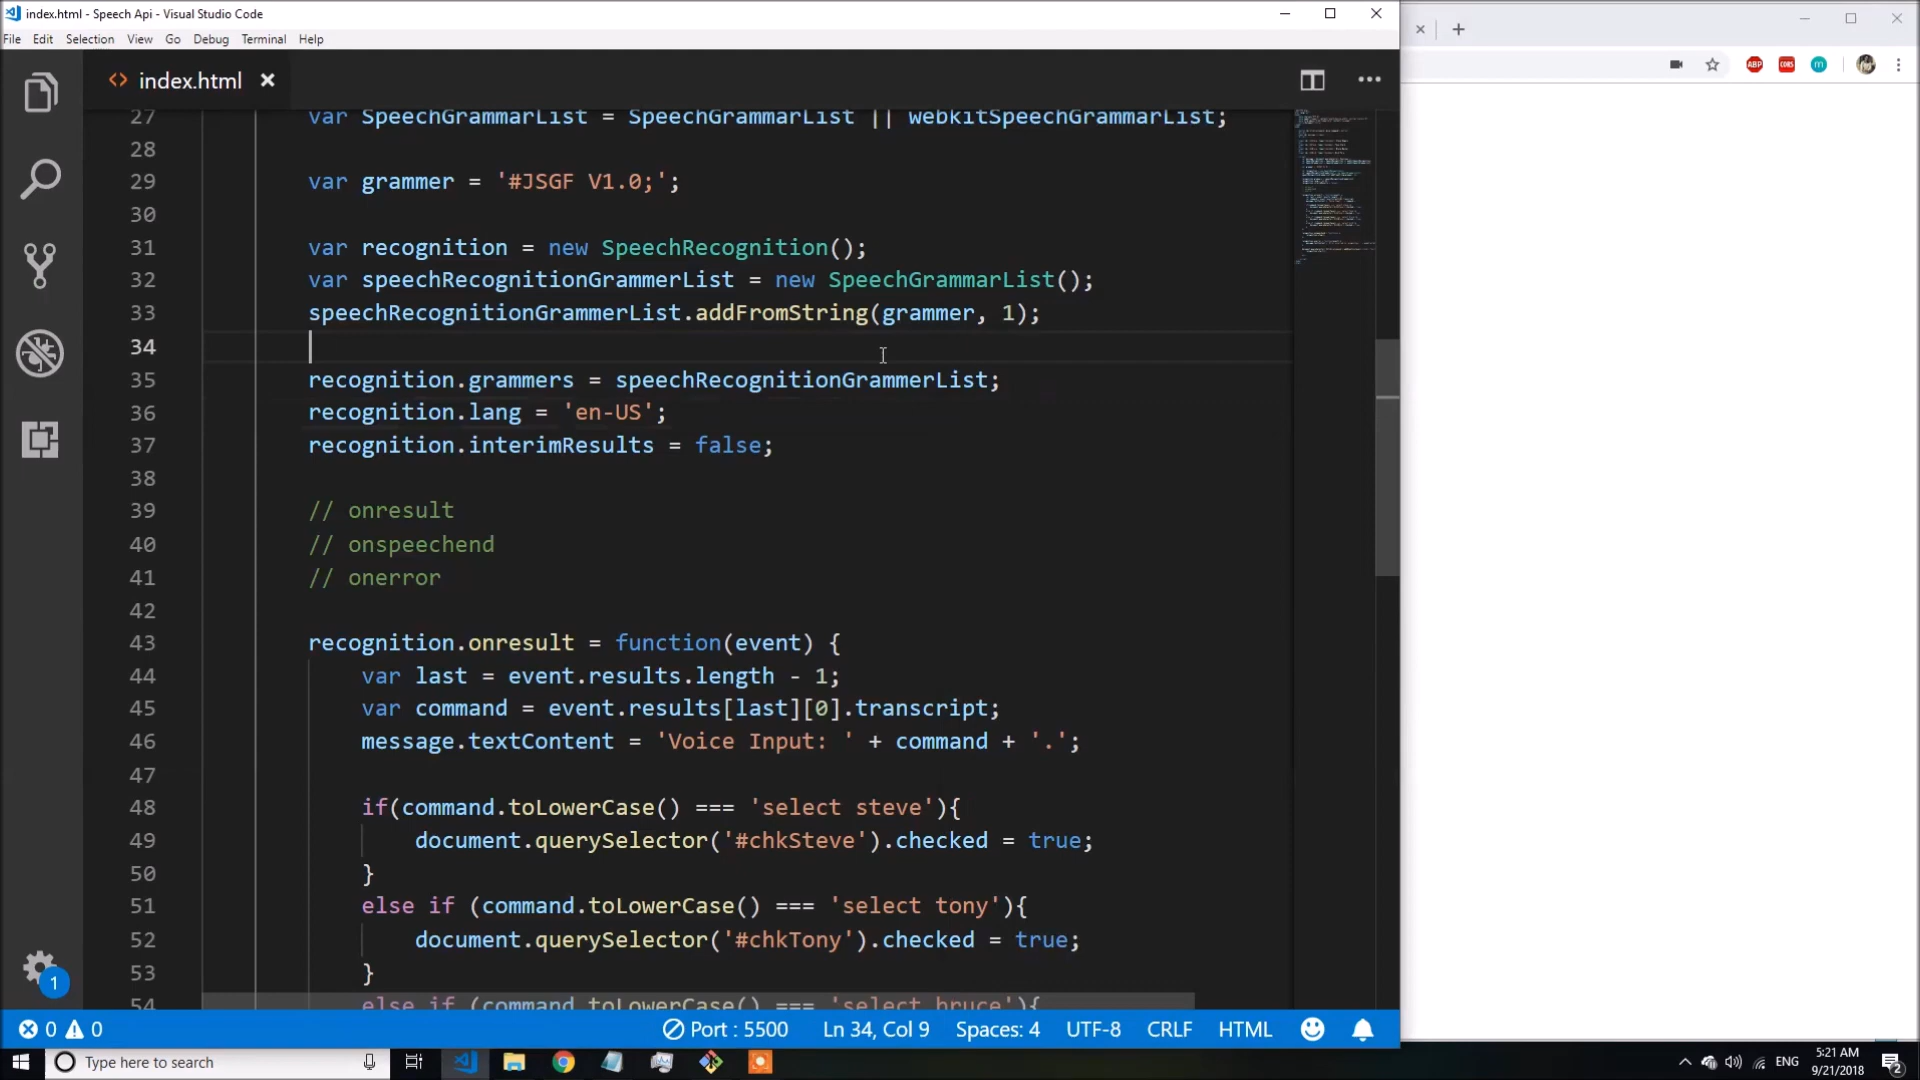 index.html - Speech Api - Visual Studio Code
File Edit Selection View Go Debug Terminal Help
<> index.html ×
27 var SpeechGrammarList = SpeechGrammarList || webkitSpeechGrammarList;
28
29 var grammer = '#JSGF V1.0;';
30
31 var recognition = new SpeechRecognition();
32 var speechRecognitionGrammerList = new SpeechGrammarList();
33 speechRecognitionGrammerList.addFromString(grammer, 1);
34
35 recognition.grammers = speechRecognitionGrammerList;
36 recognition.lang = 'en-US';
37 recognition.interimResults = false;
38
39 // onresult
40 // onspeechend
41 // onerror
42
43 recognition.onresult = function(event) {
44 var last = event.results.length - 1;
45 var command = event.results[last][0].transcript;
46 message.textContent = 'Voice Input: ' + command + '.';
47
48 if(command.toLowerCase() === 'select steve'){
49 document.querySelector('#chkSteve').checked = true;
50 }
51 else if (command.toLowerCase() === 'select tony'){
52 document.querySelector('#chkTony').checked = true;
53 }
54 else if (command.toLowerCase() === 'select bruce'){
1
0 0 Port : 5500 Ln 34, Col 9 Spaces: 4 UTF-8 CRLF HTML
Type here to search
ENG
5:21 AM
9/21/2018
2
ABP
m